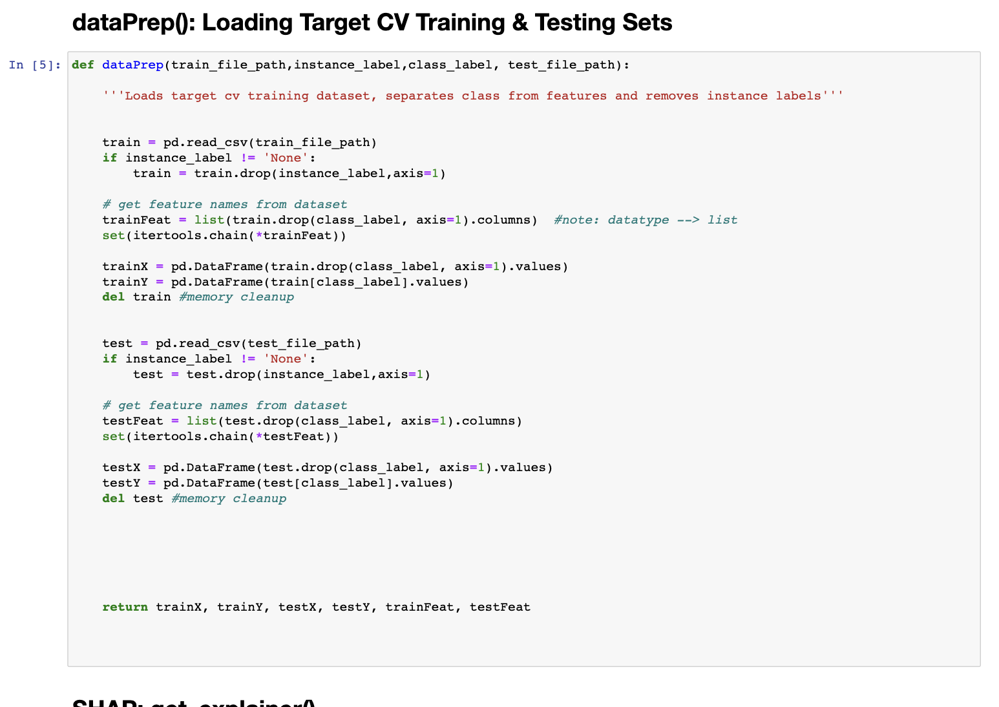 dataPrep(): Loading Target CV Training & Testing Sets
In [5]: def dataPrep(train_file_path,instance_label,class_label, test_file_path):
'''Loads target cv training dataset, separates class from features and removes instance labels'''
train = pd.read_csv(train_file_path)
if instance_label != 'None':
train = train.drop(instance_label,axis=1)
# get feature names from dataset
trainFeat = list(train.drop(class_label, axis=1).columns)  #note: datatype --> list
set(itertools.chain(*trainFeat))
trainX = pd.DataFrame(train.drop(class_label, axis=1).values)
trainY = pd.DataFrame(train[class_label].values)
del train #memory cleanup
test = pd.read_csv(test_file_path)
if instance_label != 'None':
test = test.drop(instance_label,axis=1)
# get feature names from dataset
testFeat = list(test.drop(class_label, axis=1).columns)
set(itertools.chain(*testFeat))
testX = pd.DataFrame(test.drop(class_label, axis=1).values)
testY = pd.DataFrame(test[class_label].values)
del test #memory cleanup
return trainX, trainY, testX, testY, trainFeat, testFeat
SHAP: get_explainer()